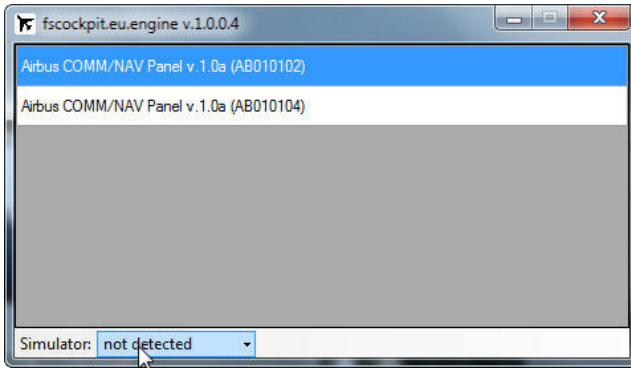 fscockpit.eu.engine v.1.0.0.4
Airbus COMM/NAV Panel v.1.0a (AB010102)
Airbus COMM/NAV Panel v.1.0a (AB010104)
Simulator: not detected